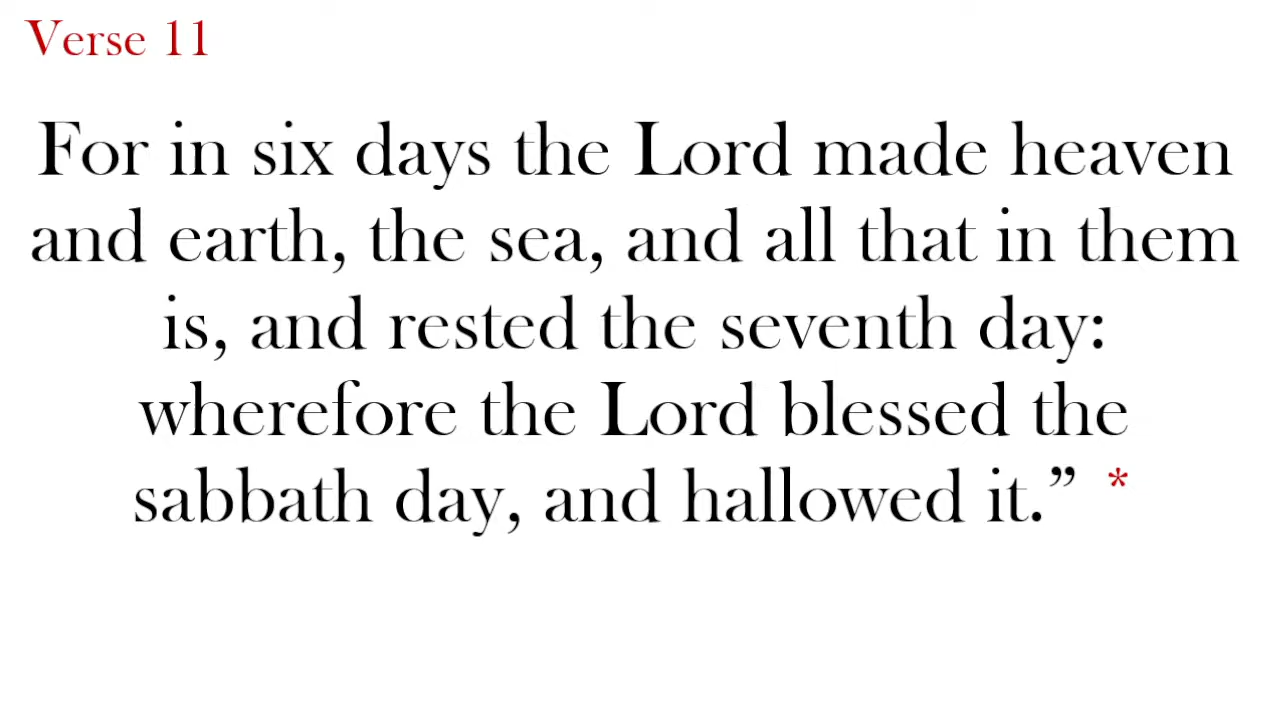 Verse 11
For in six days the Lord made heaven
and earth, the sea, and all that in them
is, and rested the seventh day:
wherefore the Lord blessed the
sabbath day, and hallowed it.” *